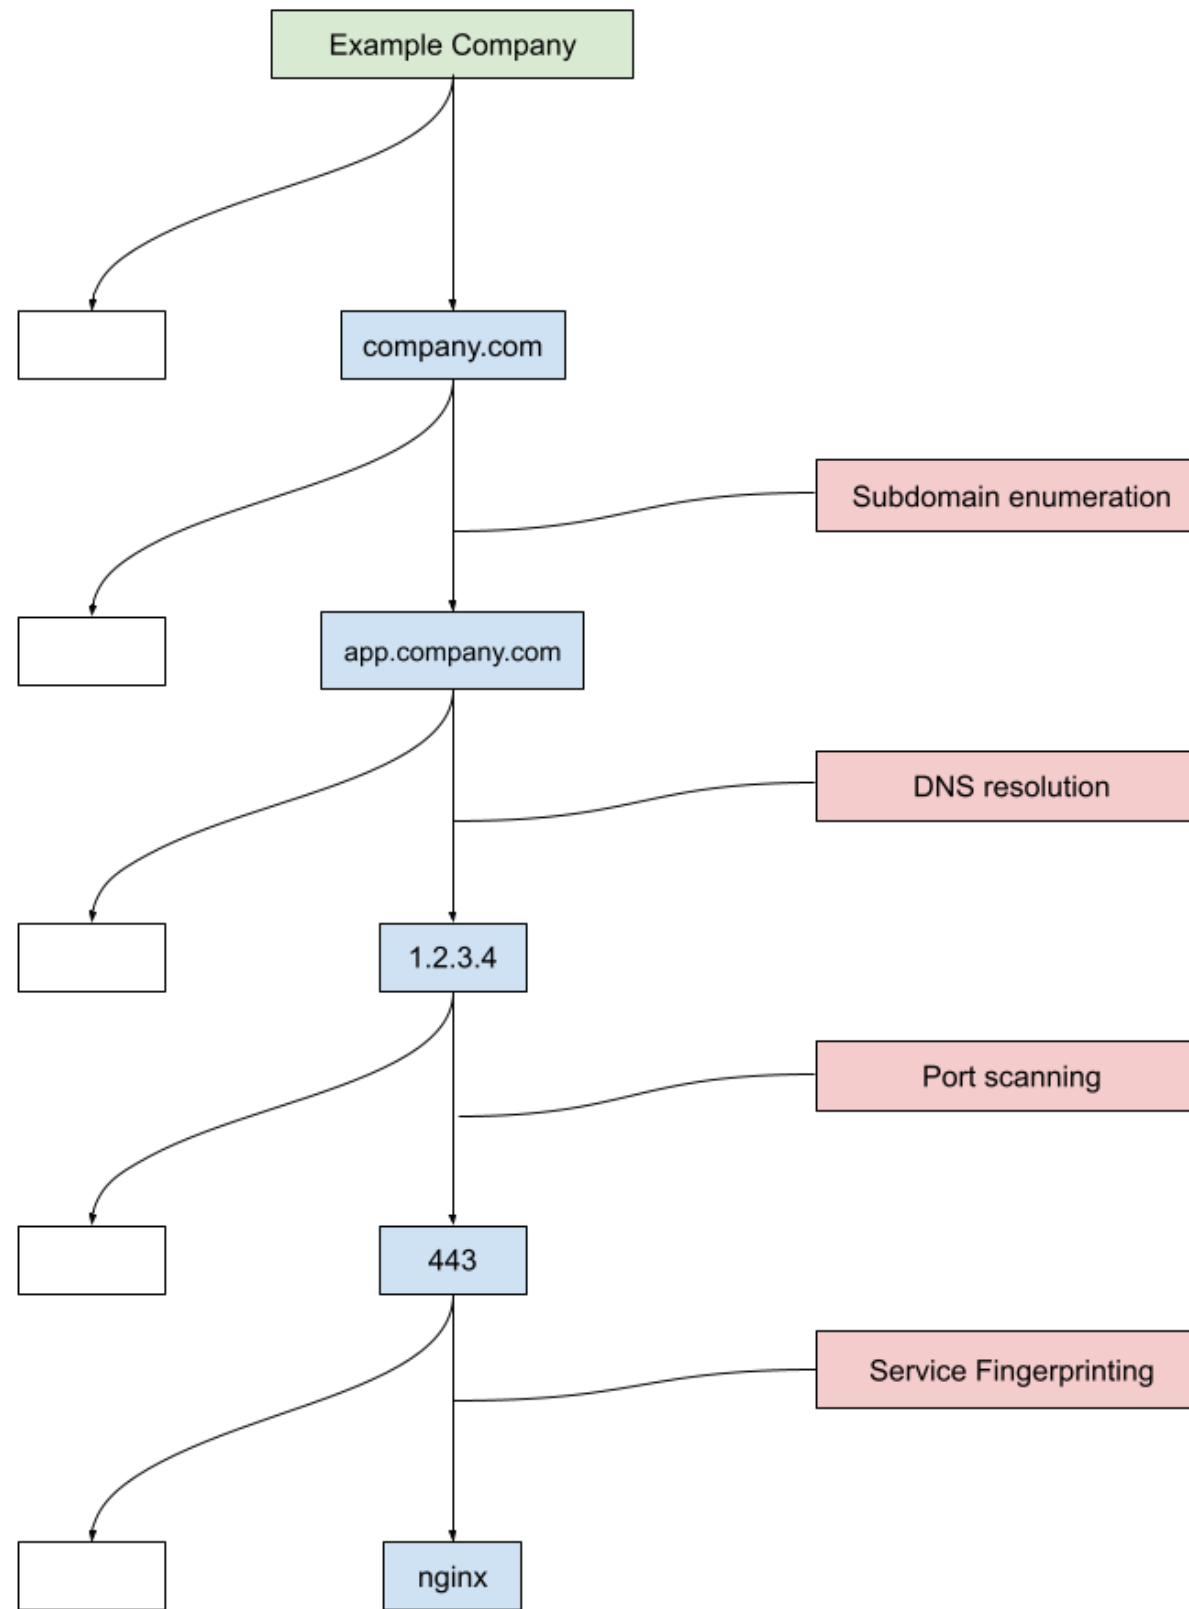 Example Company
company.com
Subdomain enumeration
app.company.com
DNS resolution
1.2.3.4
Port scanning
443
Service Fingerprinting
nginx